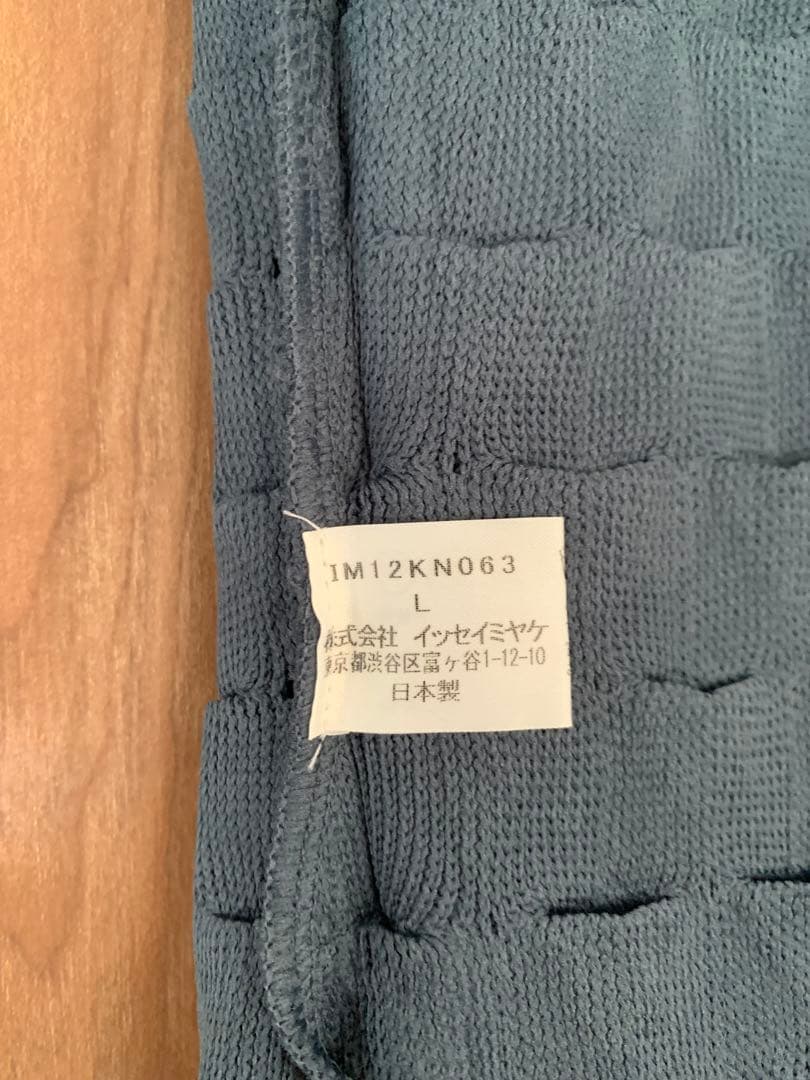 IM12KN063
L
株式会社 イッセイミヤケ
東京都渋谷区富ヶ谷1-12-10
日本製